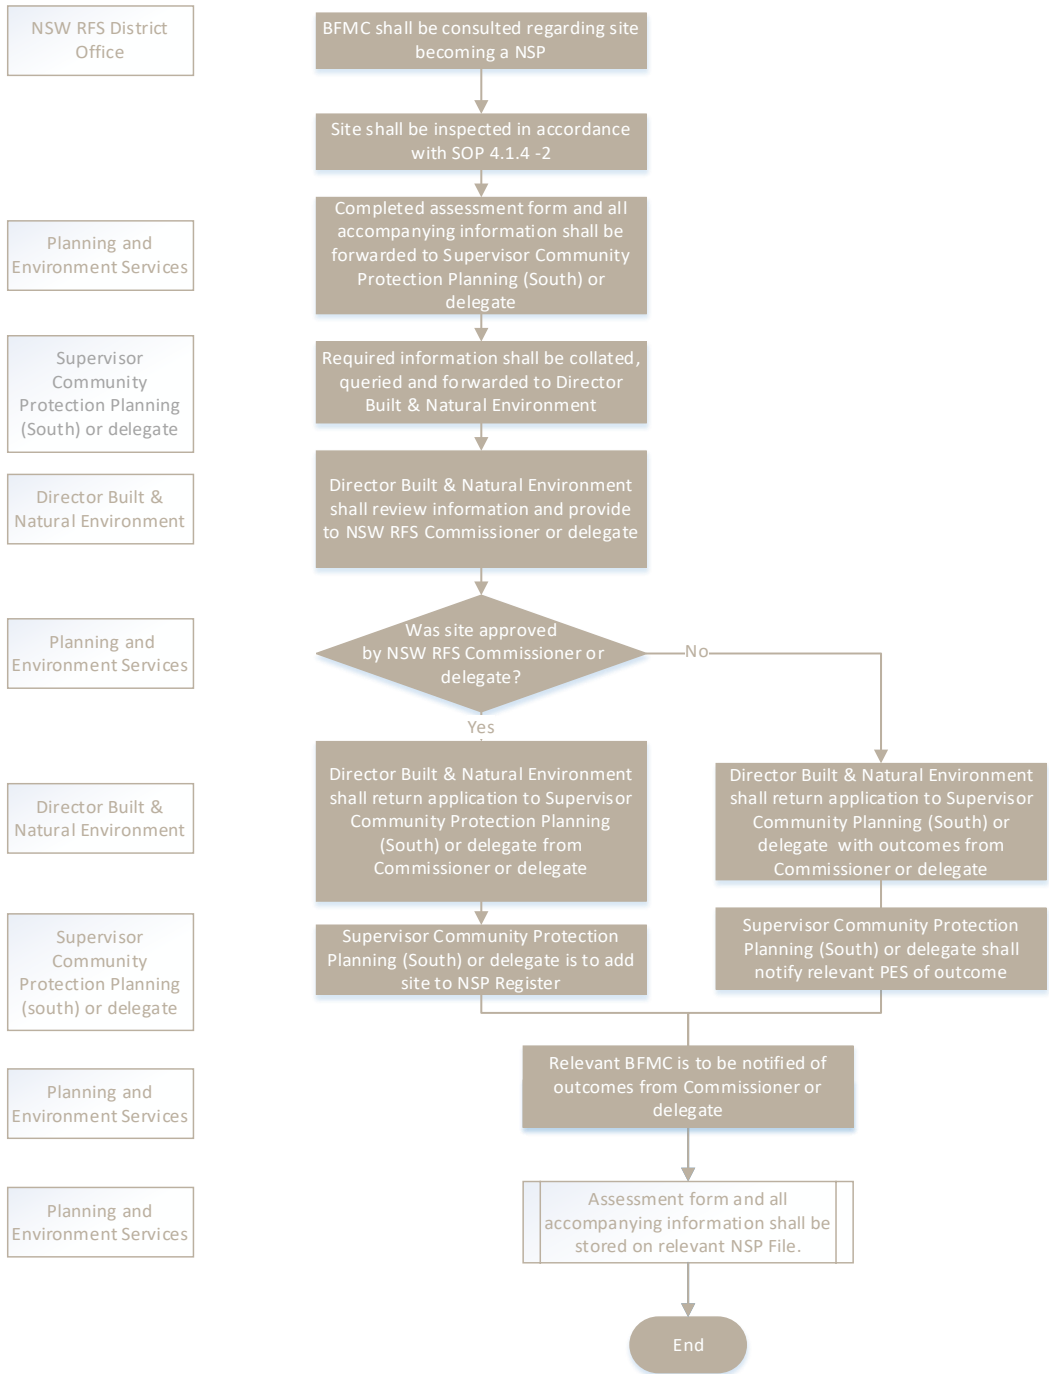 NSW RFS District
Office
BFMC shall be consulted regarding site
becoming a NSP
Site shall be inspected in accordance
with SOP 4.1.4 -2
Planning and
Environment Services
Completed assessment form and all
accompanying information shall be
forwarded to Supervisor Community
Protection Planning (South) or
delegate
Supervisor
Community
Protection Planning
(South) or delegate
Required information shall be collated,
queried and forwarded to Director
Built & Natural Environment
Director Built &
Natural Environment
Director Built & Natural Environment
shall review information and provide
to NSW RFS Commissioner or delegate
Planning and
Environment Services
Was site approved
by NSW RFS Commissioner or
delegate?
No
Yes
Director Built &
Natural Environment
Director Built & Natural Environment
shall return application to Supervisor
Community Protection Planning
(South) or delegate from
Commissioner or delegate
Director Built & Natural Environment
shall return application to Supervisor
Community Planning (South) or
delegate  with outcomes from
Commissioner or delegate
Supervisor
Community
Protection Planning
(south) or delegate
Supervisor Community Protection
Planning (South) or delegate is to add
site to NSP Register
Supervisor Community Protection
Planning (South) or delegate shall
notify relevant PES of outcome
Planning and
Environment Services
Relevant BFMC is to be notified of
outcomes from Commissioner or
delegate
Planning and
Environment Services
Assessment form and all
accompanying information shall be
stored on relevant NSP File.
End